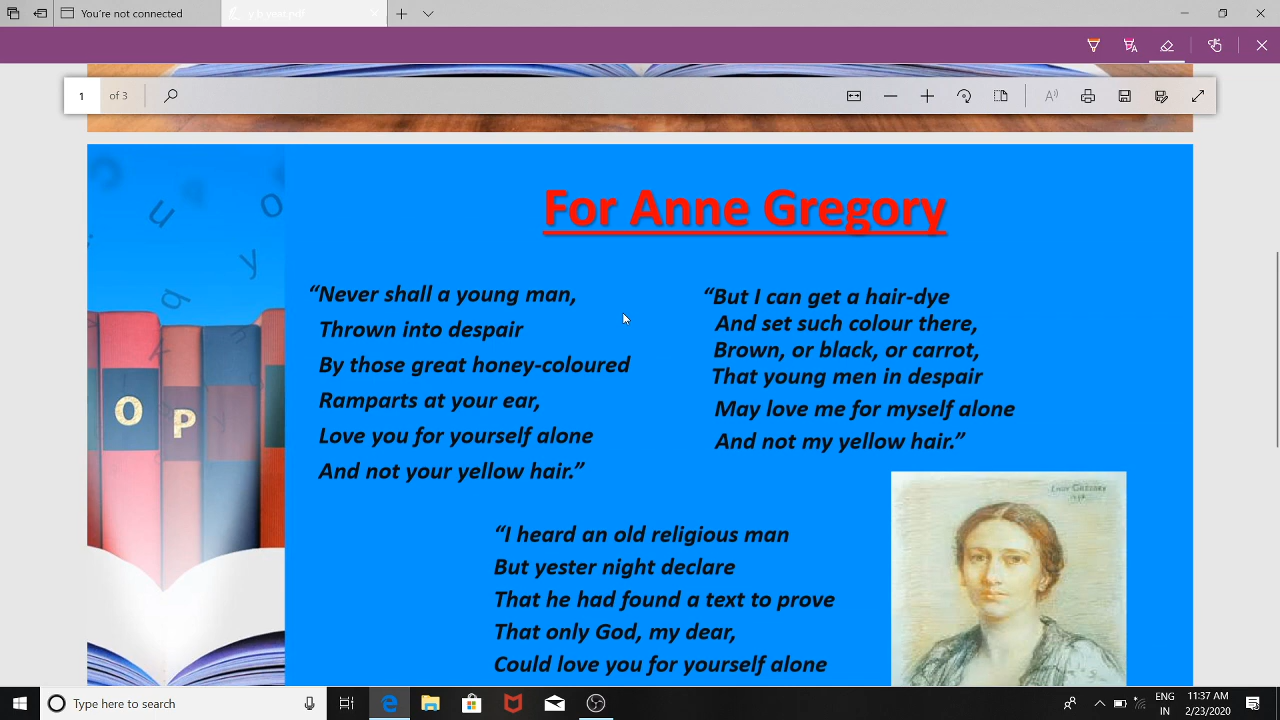 You're not connected
y b yeat.pdf
1 of 3
For Anne Gregory
“Never shall a young man,
Thrown into despair
By those great honey-coloured
Ramparts at your ear,
Love you for yourself alone
And not your yellow hair.”
“But I can get a hair-dye
And set such colour there,
Brown, or black, or carrot,
That young men in despair
May love me for myself alone
And not my yellow hair.”
“I heard an old religious man
But yester night declare
That he had found a text to prove
That only God, my dear,
Could love you for yourself alone
u
o
y
q
k
O
P
Lady Gregory
Type here to search
ENG
IN
11:37 AM
2/23/2020